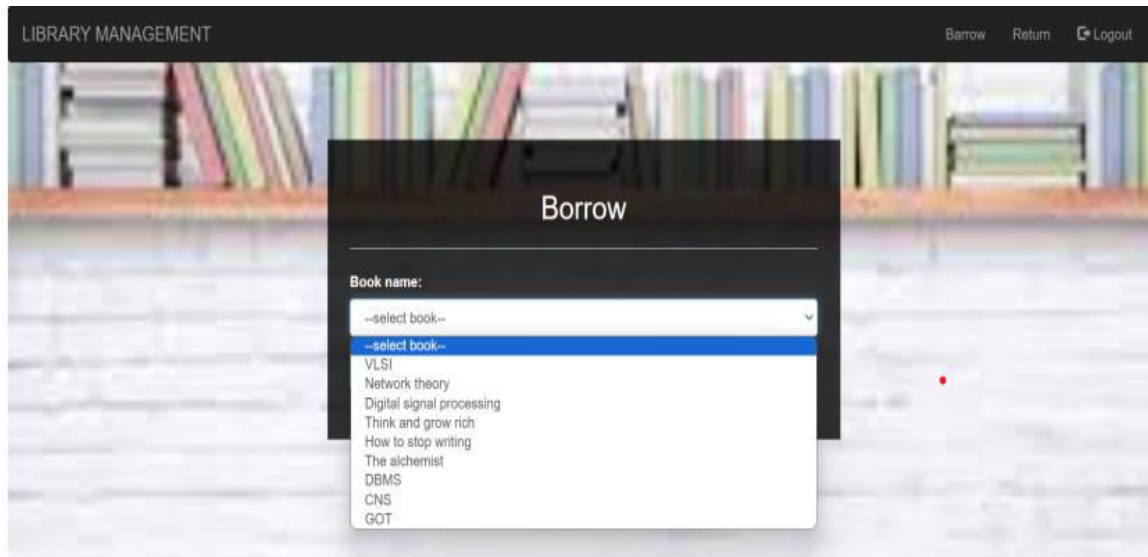 LIBRARY MANAGEMENT
Barrow Return Logout
Borrow
Book name:
--select book--
--select book--
VLSI
Network theory
Digital signal processing
Think and grow rich
How to stop writing
The alchemist
DBMS
CNS
GOT